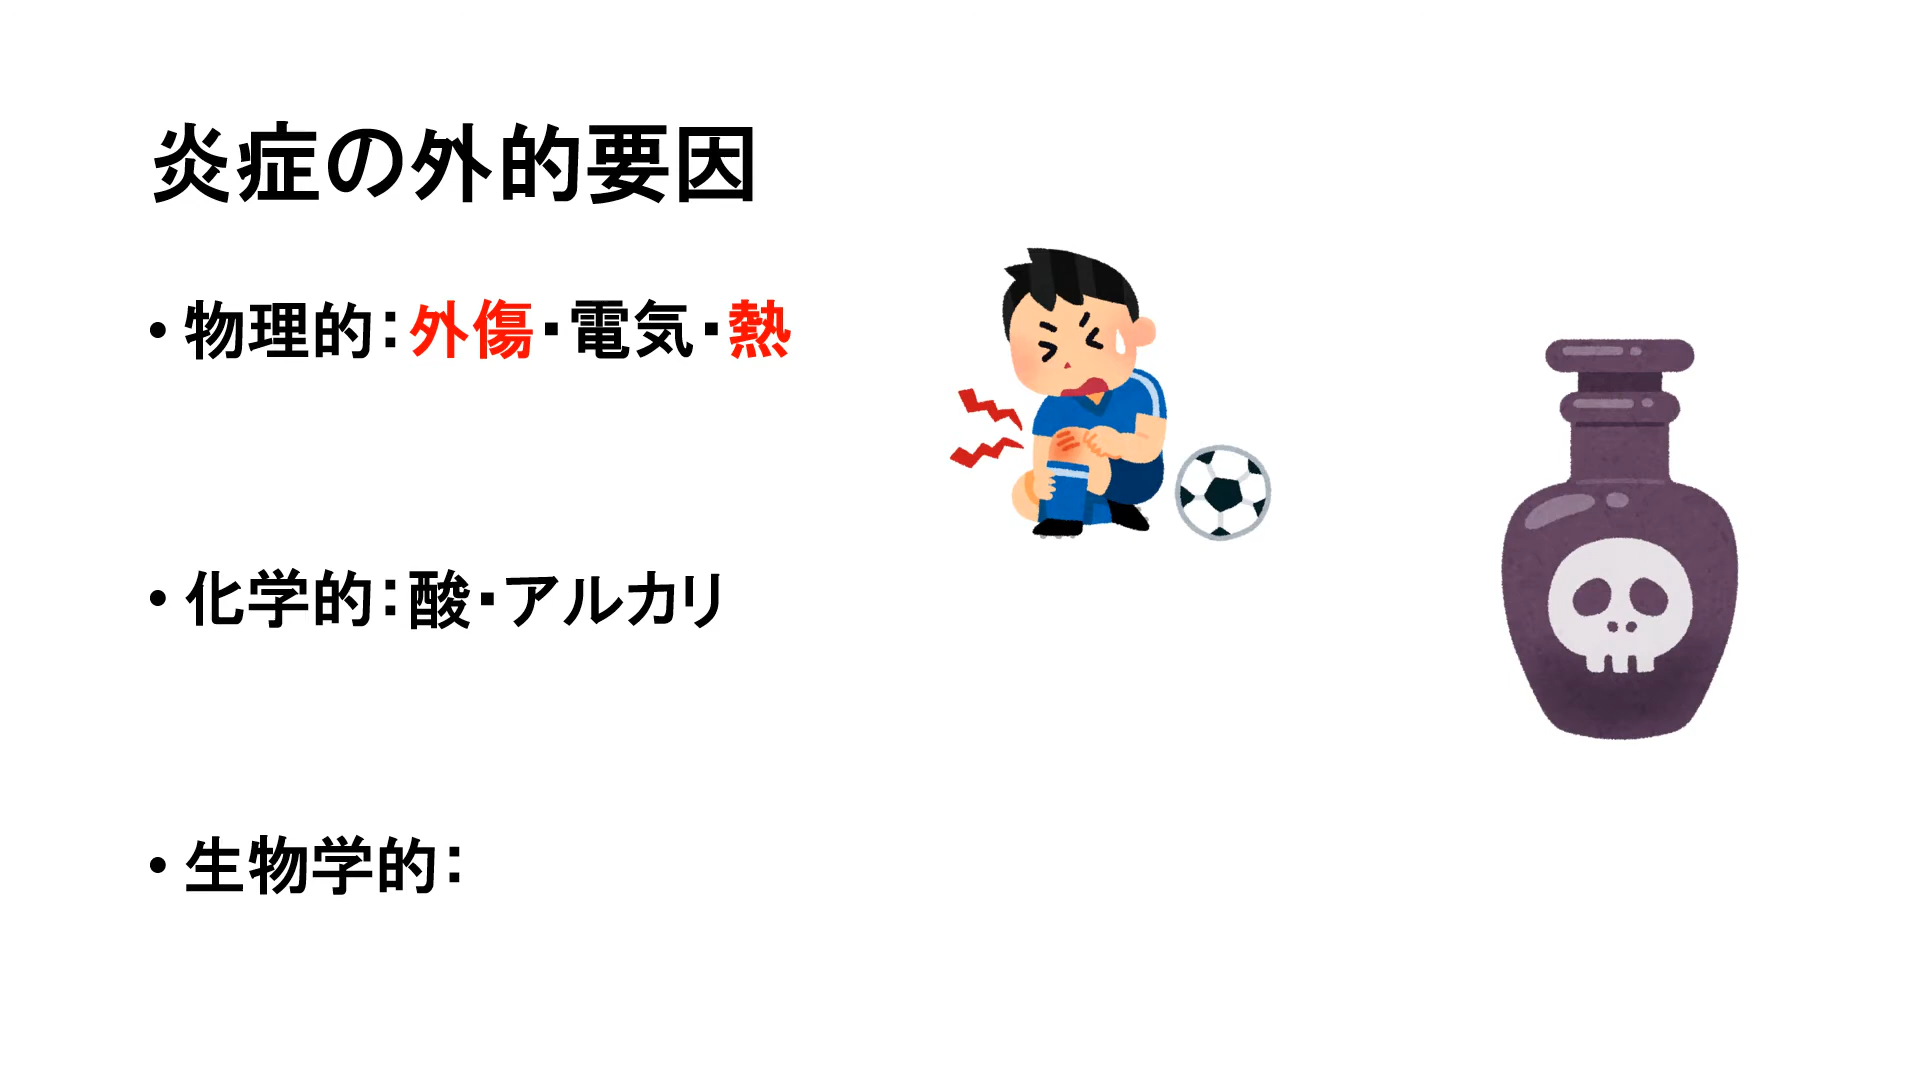 炎症の外的要因
• 物理的：外傷・電気・熱
• 化学的：酸・アルカリ
• 生物学的：